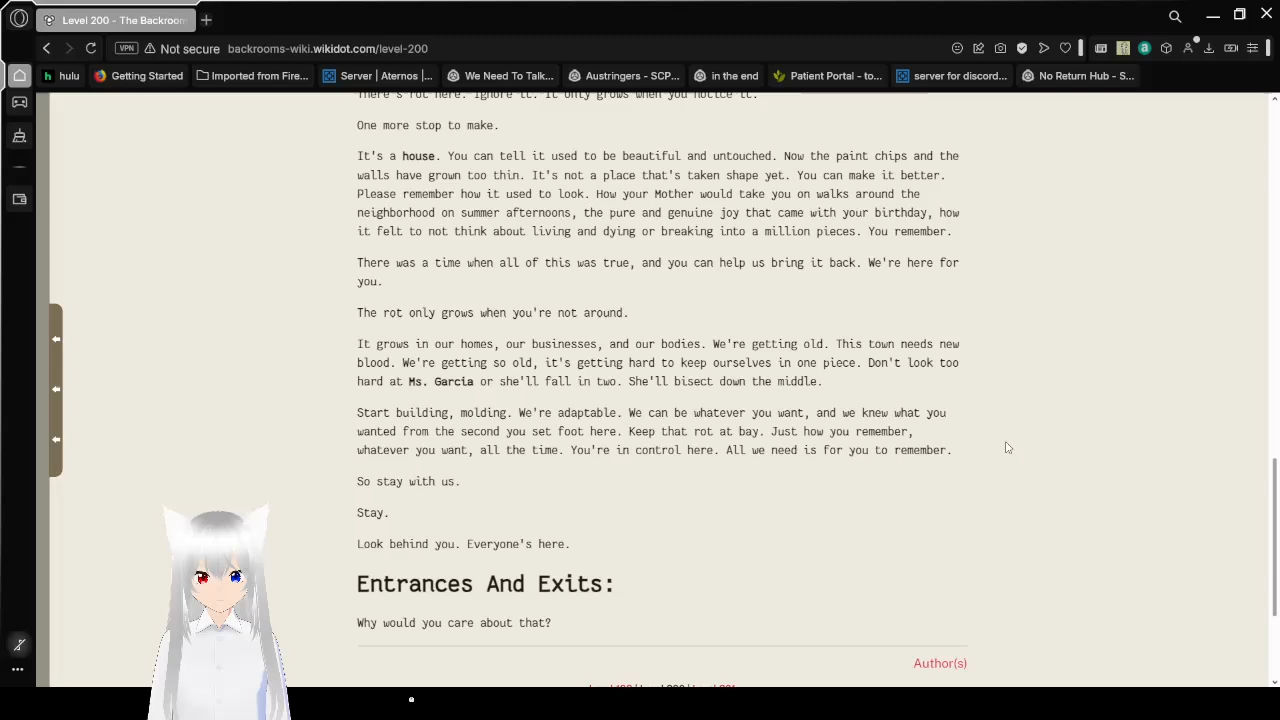 Level 200 - The Backroom
VPN Not secure backrooms-wiki.wikidot.com/level-200
hulu Getting Started Imported from Fire... Server | Aternos |... We Need To Talk... Austringers - SCP... in the end Patient Portal - to... server for discord... No Return Hub - S...
There's rot here. Ignore it. It only grows when you notice it.
One more stop to make.
It's a house. You can tell it used to be beautiful and untouched. Now the paint chips and the
walls have grown too thin. It's not a place that's taken shape yet. You can make it better.
Please remember how it used to look. How your Mother would take you on walks around the
neighborhood on summer afternoons, the pure and genuine joy that came with your birthday, how
it felt to not think about living and dying or breaking into a million pieces. You remember.
There was a time when all of this was true, and you can help us bring it back. We're here for
you.
The rot only grows when you're not around.
It grows in our homes, our businesses, and our bodies. We're getting old. This town needs new
blood. We're getting so old, it's getting hard to keep ourselves in one piece. Don't look too
hard at Ms. Garcia or she'll fall in two. She'll bisect down the middle.
Start building, molding. We're adaptable. We can be whatever you want, and we knew what you
wanted from the second you set foot here. Keep that rot at bay. Just how you remember,
whatever you want, all the time. You're in control here. All we need is for you to remember.
So stay with us.
Stay.
Look behind you. Everyone's here.
Entrances And Exits:
Why would you care about that?
Author(s)